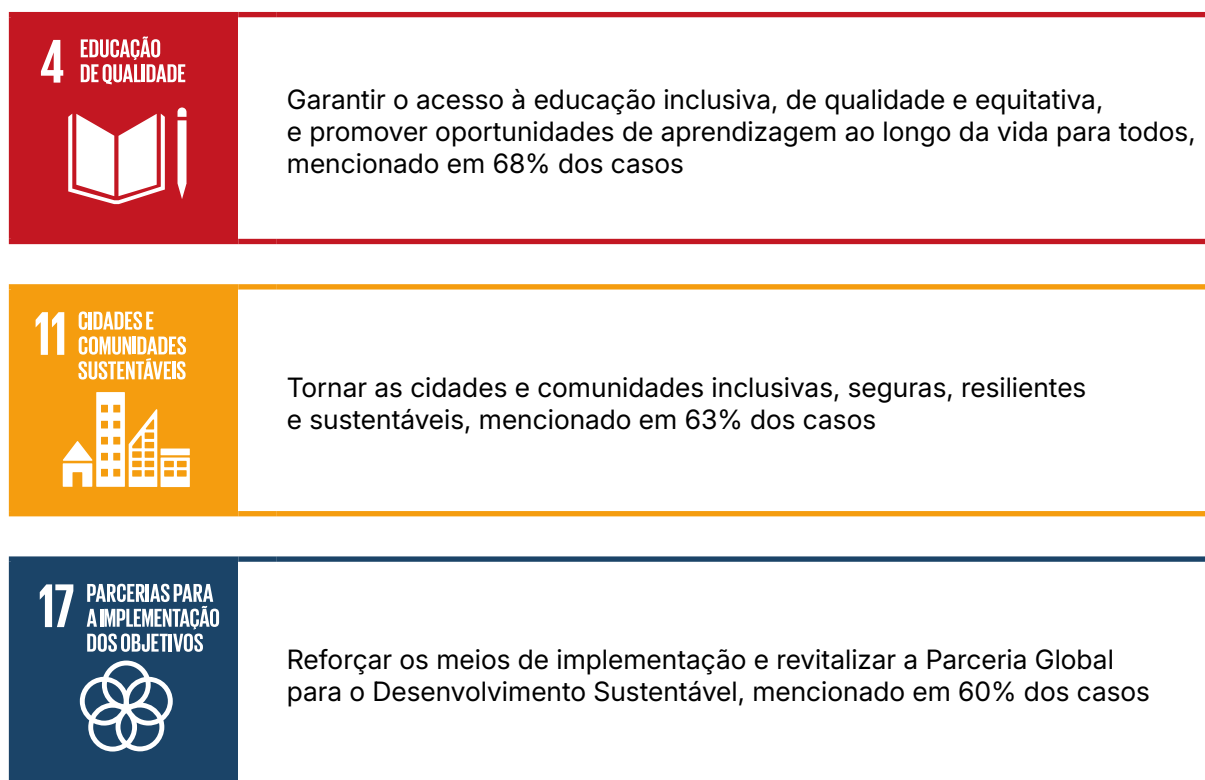 4 EDUCAÇÃO
DE QUALIDADE
Garantir o acesso à educação inclusiva, de qualidade e equitativa,
e promover oportunidades de aprendizagem ao longo da vida para todos,
mencionado em 68% dos casos
11 CIDADES E
COMUNIDADES
SUSTENTÁVEIS
Tornar as cidades e comunidades inclusivas, seguras, resilientes
e sustentáveis, mencionado em 63% dos casos
17 PARCERIAS PARA
A IMPLEMENTAÇÃO
DOS OBJETIVOS
Reforçar os meios de implementação e revitalizar a Parceria Global
para o Desenvolvimento Sustentável, mencionado em 60% dos casos